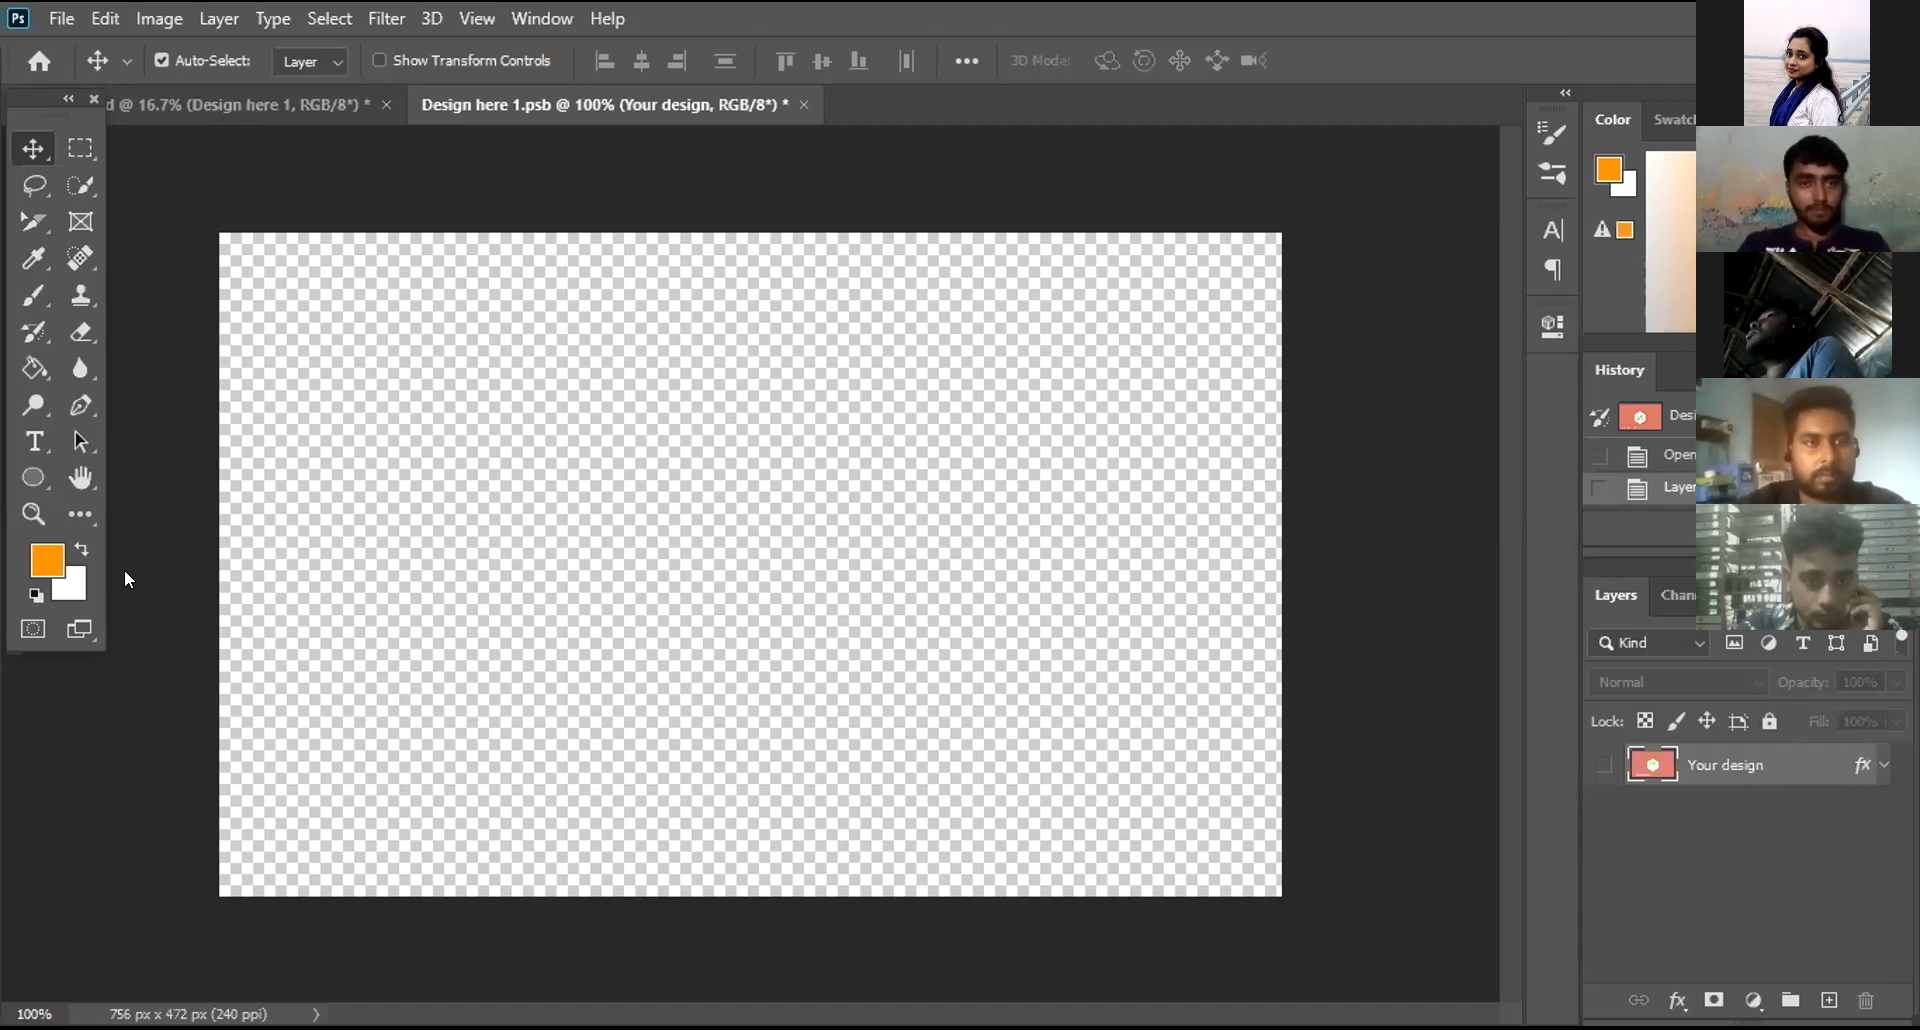 Ps File Edit Image Layer Type Select Filter 3D View Window Help
Auto-Select: Layer Show Transform Controls 3D Mode:
d @ 16.7% (Design here 1, RGB/8*) * Design here 1.psb @ 100% (Your design, RGB/8*) *
Color Swatc
History
Desi
Open
Laye
Layers Chan
Kind
Normal Opacity: 100%
Lock: Fill: 100%
Your design fx
100% 756 px x 472 px (240 ppi)
fx